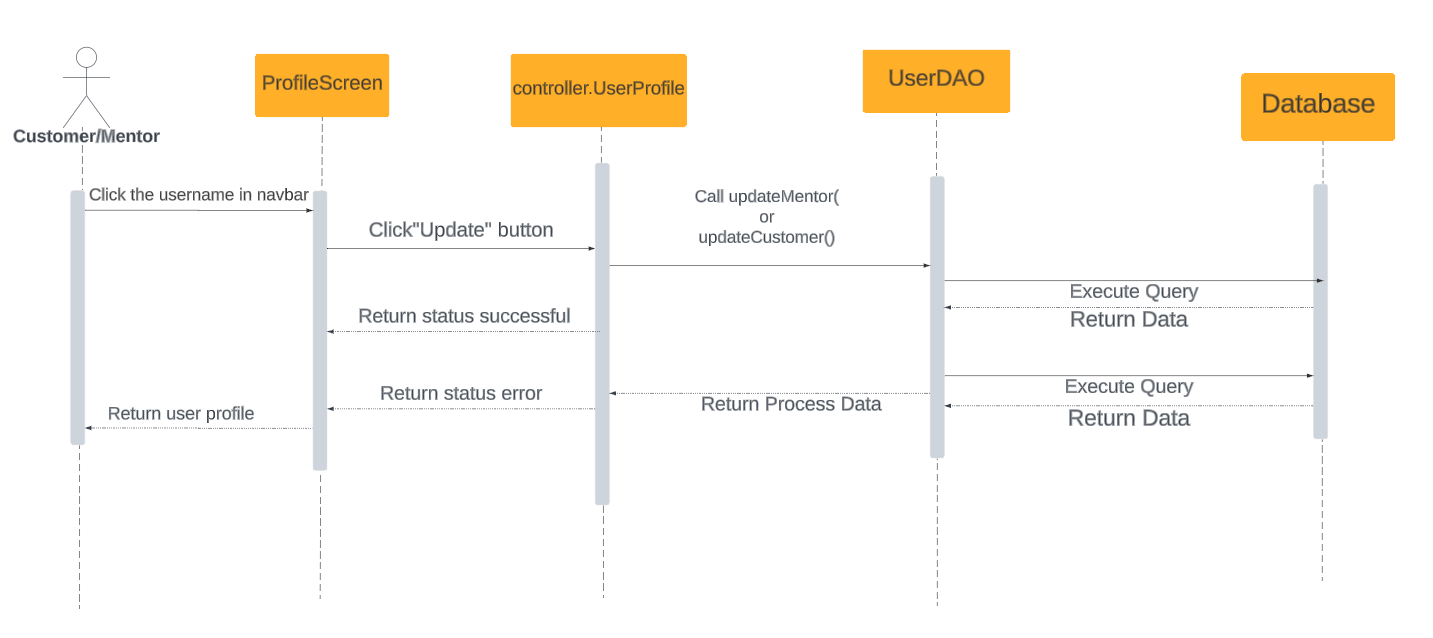 Customer/Mentor
ProfileScreen
controller.UserProfile
UserDAO
Database
Click the username in navbar
Click"Update" button
Call updateMentor(
or
updateCustomer()
Execute Query
Return Data
Return status successful
Execute Query
Return status error
Return Process Data
Return Data
Return user profile